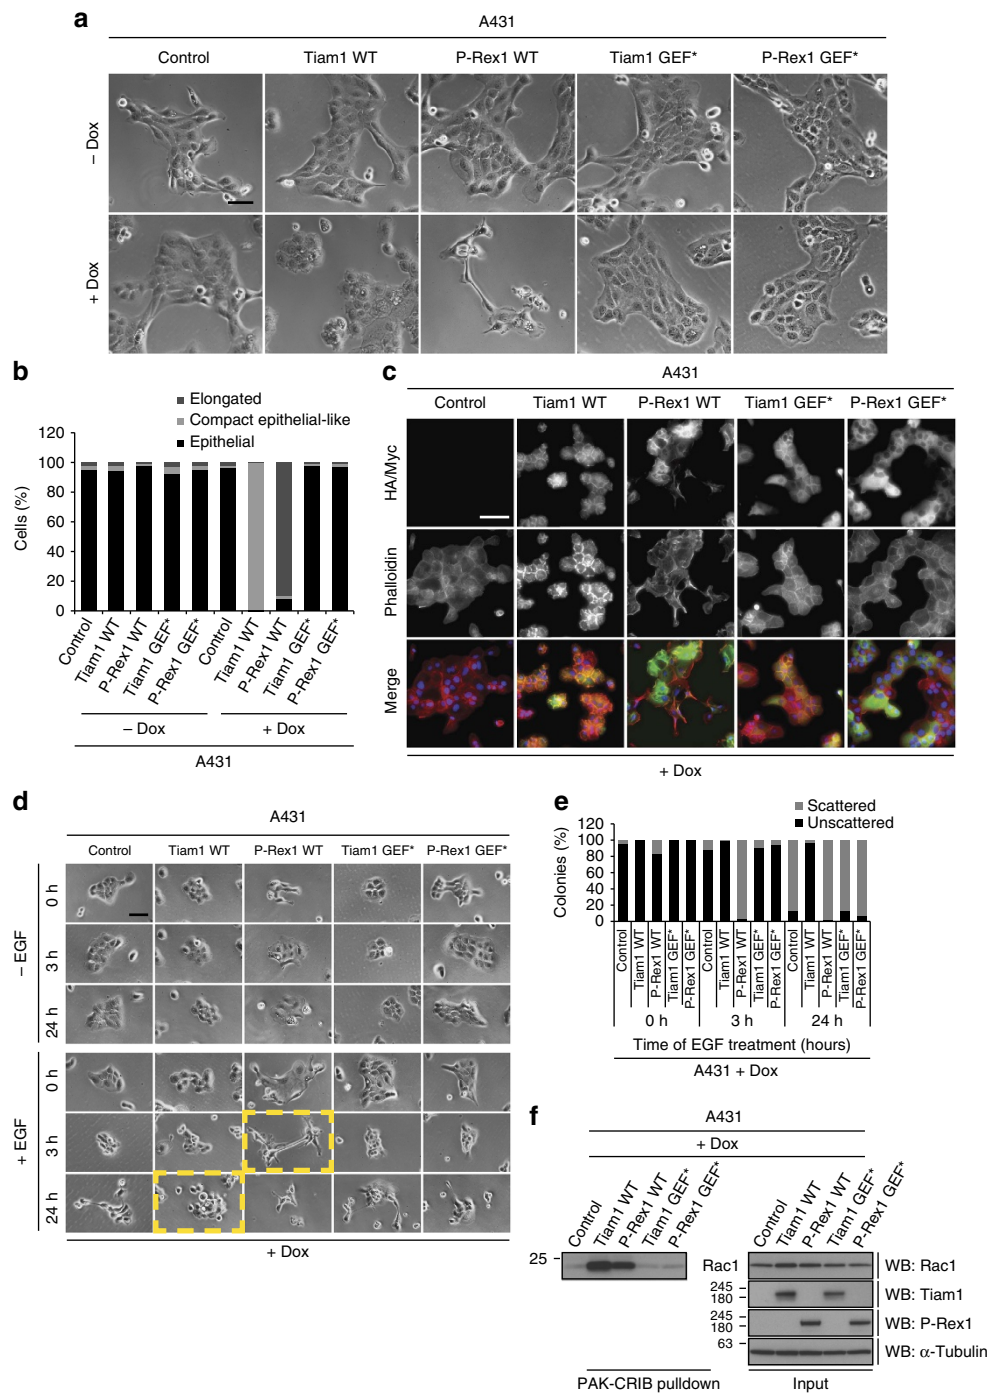 a
A431
Control Tiam1 WT P-Rex1 WT Tiam1 GEF* P-Rex1 GEF*
– Dox
+ Dox
b
Elongated
Compact epithelial-like
Epithelial
Cells (%)
120
100
80
60
40
20
0
Control Tiam1 WT P-Rex1 WT Tiam1 GEF* P-Rex1 GEF* Control Tiam1 WT P-Rex1 WT Tiam1 GEF* P-Rex1 GEF*
– Dox + Dox
A431
c
A431
Control Tiam1 WT P-Rex1 WT Tiam1 GEF* P-Rex1 GEF*
HA/Myc
Phalloidin
Merge
+ Dox
d
A431
Control Tiam1 WT P-Rex1 WT Tiam1 GEF* P-Rex1 GEF*
– EGF
0 h
3 h
24 h
+ EGF
0 h
3 h
24 h
+ Dox
e
Scattered
Unscattered
Colonies (%)
120
100
80
60
40
20
0
Control Tiam1 WT P-Rex1 WT Tiam1 GEF* P-Rex1 GEF* Control Tiam1 WT P-Rex1 WT Tiam1 GEF* P-Rex1 GEF* Control Tiam1 WT P-Rex1 WT Tiam1 GEF* P-Rex1 GEF*
0 h 3 h 24 h
Time of EGF treatment (hours)
A431 + Dox
f
A431
+ Dox
Control Tiam1 WT P-Rex1 WT Tiam1 GEF* P-Rex1 GEF* Control Tiam1 WT P-Rex1 WT Tiam1 GEF* P-Rex1 GEF*
25 Rac1 WB: Rac1
245
180 WB: Tiam1
245
180 WB: P-Rex1
63
WB: α-Tubulin
PAK-CRIB pulldown Input